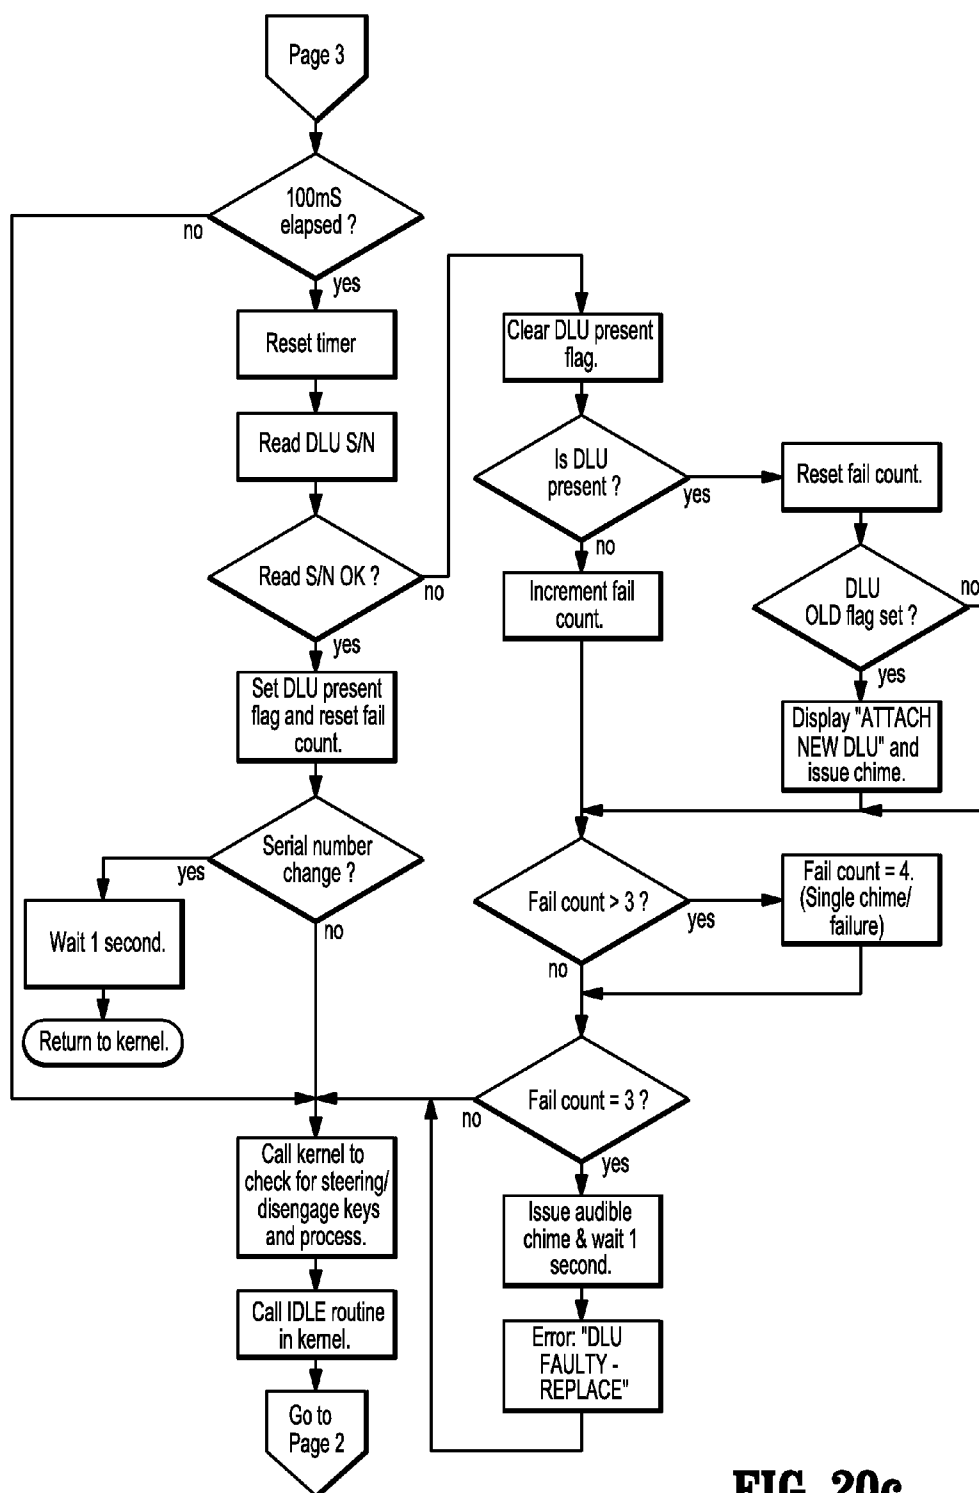 Page 3
100mS
elapsed ?
no
yes
Reset timer
Read DLU S/N
Read S/N OK ?
no
yes
Set DLU present
flag and reset fail
count.
Serial number
change ?
yes
no
Wait 1 second.
Return to kernel.
Call kernel to
check for steering/
disengage keys
and process.
Call IDLE routine
in kernel.
Go to
Page 2
Clear DLU present
flag.
Is DLU
present ?
yes
no
Reset fail count.
Increment fail
count.
DLU
OLD flag set ?
no
yes
Display "ATTACH
NEW DLU" and
issue chime.
Fail count > 3 ?
yes
no
Fail count = 4.
(Single chime/
failure)
Fail count = 3 ?
no
yes
Issue audible
chime & wait 1
second.
Error: "DLU
FAULTY -
REPLACE"
FIG. 20c